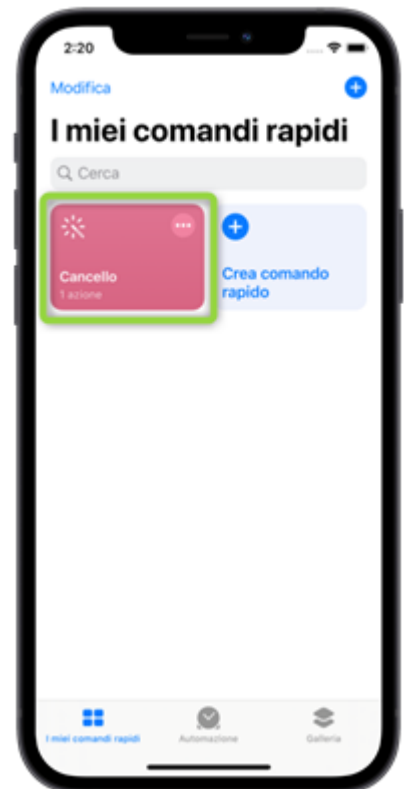 2:20
Modifica
I miei comandi rapidi
Cerca
Cancello
1 azione
Crea comando
rapido
I miei comandi rapidi
Automazione
Galleria